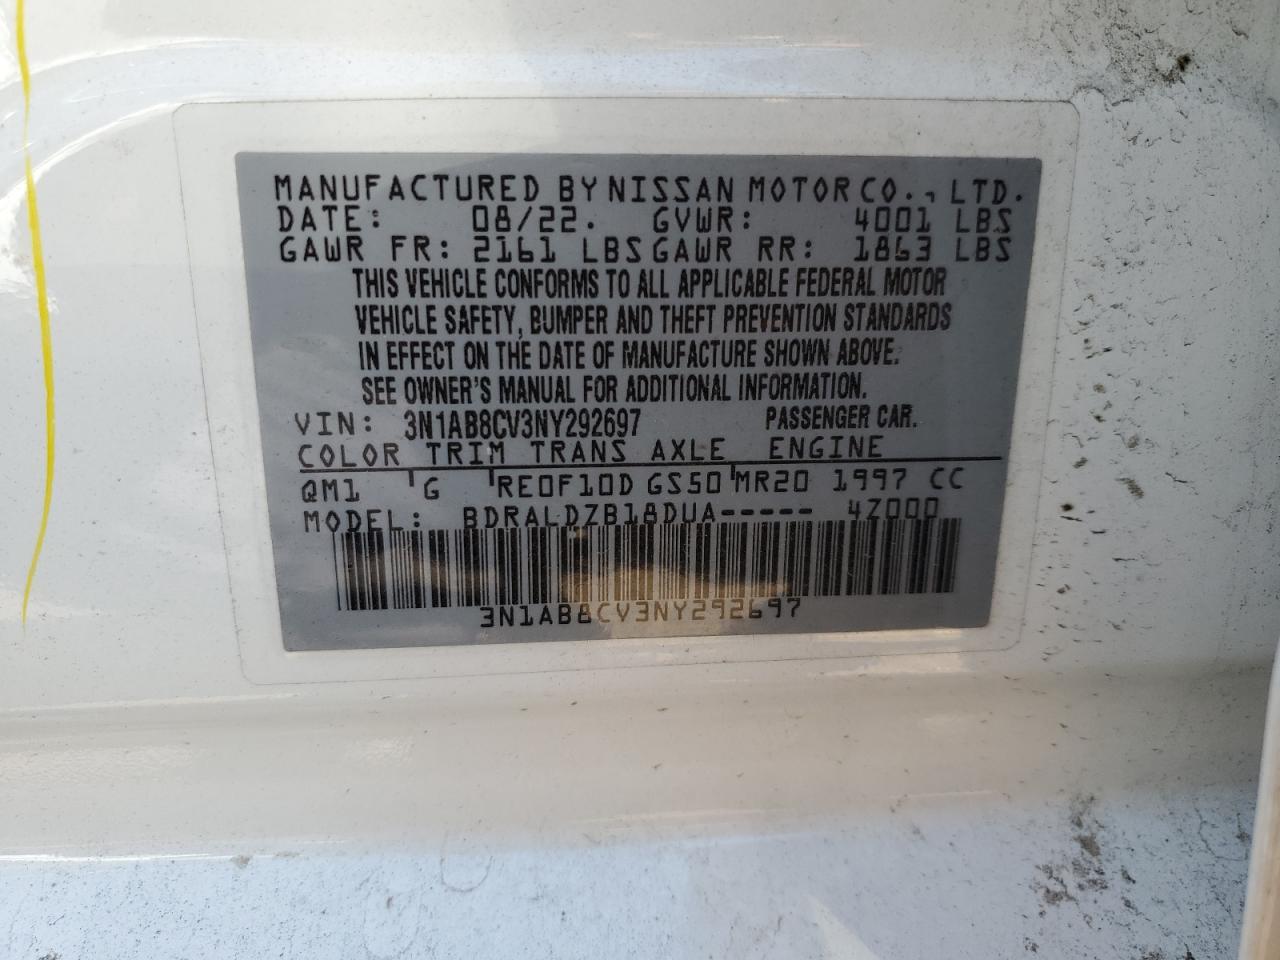 MANUFACTURED BY NISSAN MOTOR CO., LTD.
DATE: 08/22. GVWR: 4001 LBS
GAWR FR: 2161 LBS GAWR RR: 1863 LBS
THIS VEHICLE CONFORMS TO ALL APPLICABLE FEDERAL MOTOR
VEHICLE SAFETY, BUMPER AND THEFT PREVENTION STANDARDS
IN EFFECT ON THE DATE OF MANUFACTURE SHOWN ABOVE.
SEE OWNER'S MANUAL FOR ADDITIONAL INFORMATION.
VIN: 3N1AB8CV3NY292697 PASSENGER CAR.
COLOR TRIM TRANS AXLE ENGINE
QM1 G RE0F10D GS50 MR20 1997 CC
MODEL: BDRALDZB18DUA----- 4Z000
3N1AB8CV3NY292697